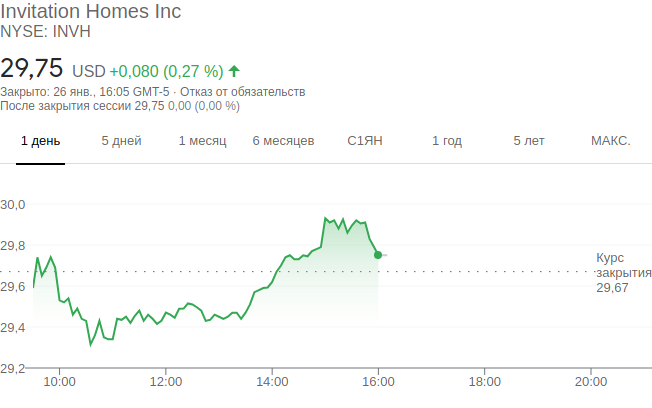 Invitation Homes Inc
NYSE: INVH
29,75 USD +0,080 (0,27 %)
Закрыто: 26 янв., 16:05 GMT-5 · Отказ от обязательств
После закрытия сессии 29,75 0,00 (0,00 %)
1 день 5 дней 1 месяц 6 месяцев С1ЯН 1 год 5 лет МАКС.
30,0
29,8
Курс
закрытия
29,6
29,67
29,4
29,2
10:00 12:00 14:00 16:00 18:00 20:00